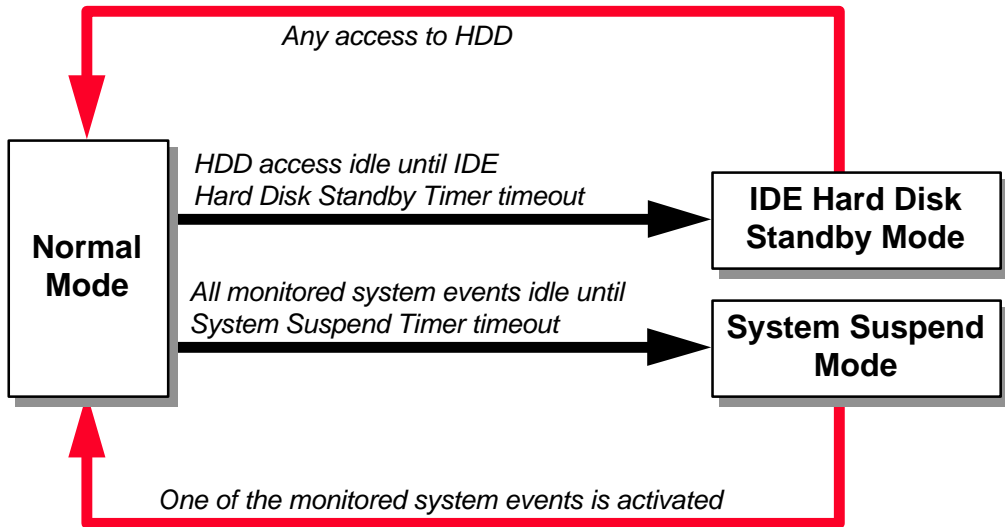 Any access to HDD
HDD access idle until IDE
Hard Disk Standby Timer timeout
IDE Hard Disk
Standby Mode
Normal
Mode
All monitored system events idle until
System Suspend Timer timeout
System Suspend
Mode
One of the monitored system events is activated